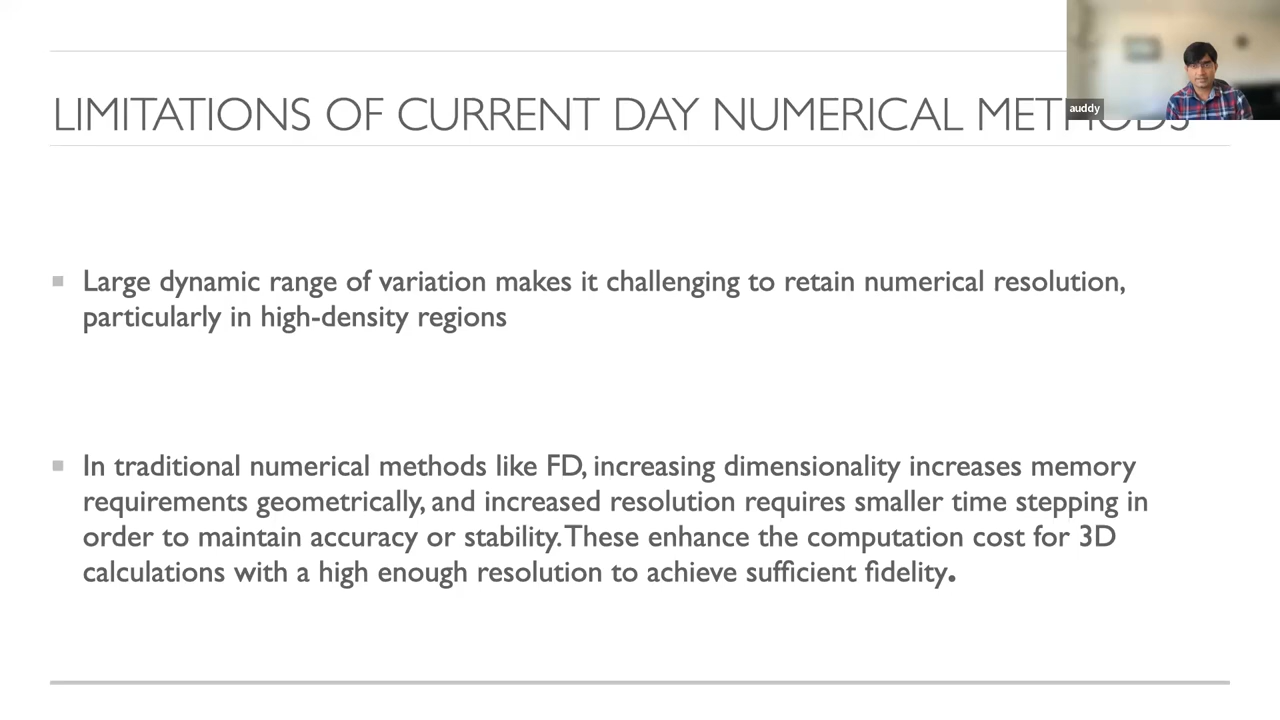 LIMITATIONS OF CURRENT DAY NUMERICAL METHODS
auddy
Large dynamic range of variation makes it challenging to retain numerical resolution,
particularly in high-density regions
In traditional numerical methods like FD, increasing dimensionality increases memory
requirements geometrically, and increased resolution requires smaller time stepping in
order to maintain accuracy or stability. These enhance the computation cost for 3D
calculations with a high enough resolution to achieve sufficient fidelity.